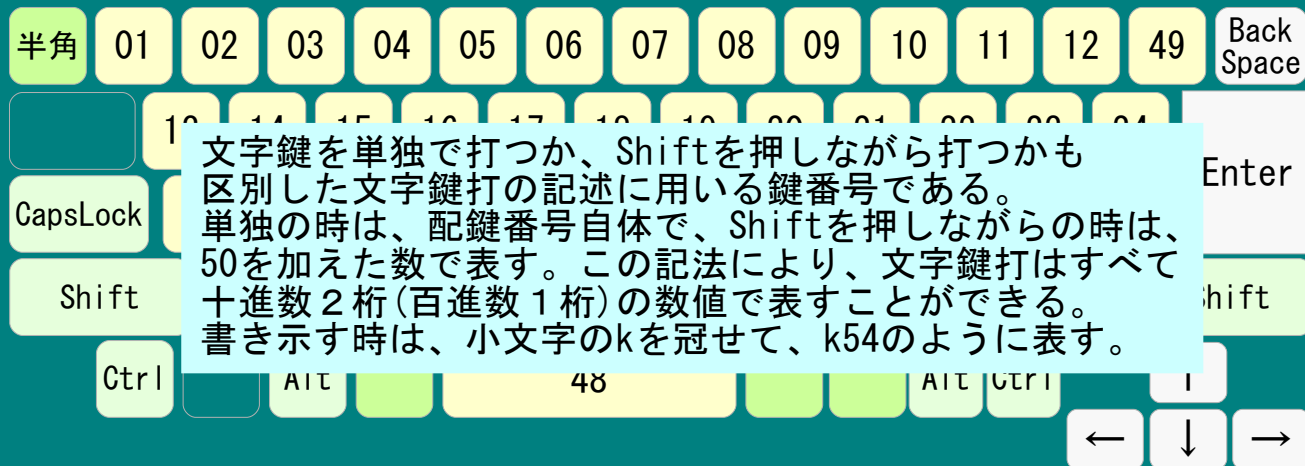 半角 01 02 03 04 05 06 07 08 09 10 11 12 49 Back Space
文字鍵を単独で打つか、Shiftを押しながら打つかも
区別した文字鍵打の記述に用いる鍵番号である。
単独の時は、配鍵番号自体で、Shiftを押しながらの時は、
50を加えた数で表す。この記法により、文字鍵打はすべて
十進数２桁(百進数１桁)の数値で表すことができる。
書き示す時は、小文字のkを冠せて、k54のように表す。
Enter
CapsLock
Shift Shift
Ctrl Alt 48 Alt Ctrl
← ↓ →